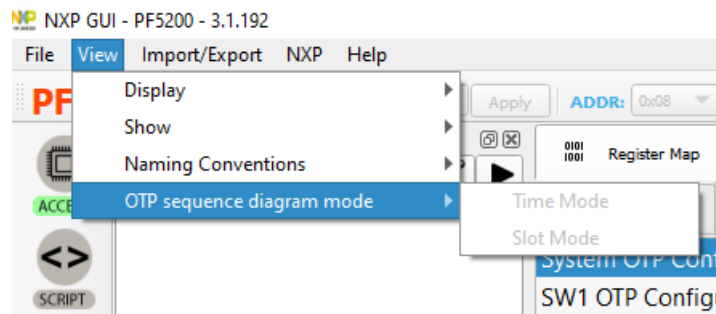 NXP GUI - PF5200 - 3.1.192
File View Import/Export NXP Help
PF
Display
Apply
ADDR: 0x08
Show
Naming Conventions
Register Map
OTP sequence diagram mode
Time Mode
Slot Mode
System OTP Conf
SW1 OTP Config
SCRIPT